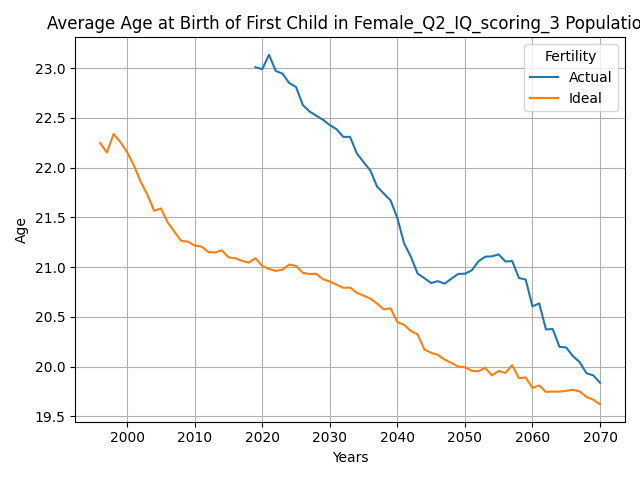 Average Age at Birth of First Child in Female_Q2_IQ_scoring_3 Populatio
Fertility
Actual
Ideal
23.0
22.5
22.0
21.5
21.0
20.5
20.0
19.5
Age
2000 2010 2020 2030 2040 2050 2060 2070
Years